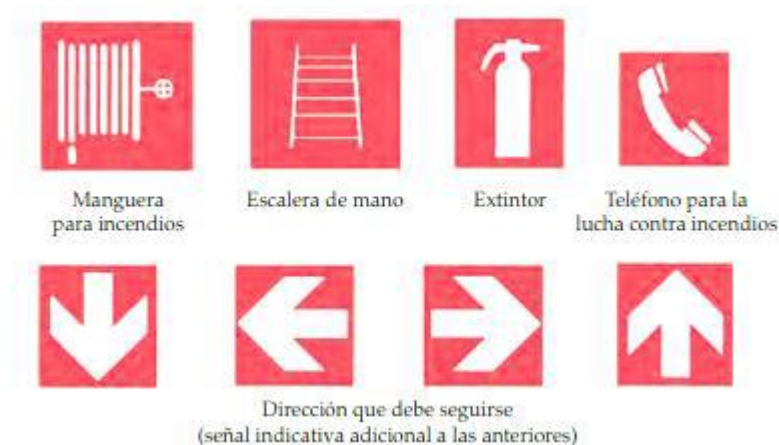 Manguera
para incendios
Escalera de mano
Extintor
Teléfono para la
lucha contra incendios
Dirección que debe seguirse
(señal indicativa adicional a las anteriores)